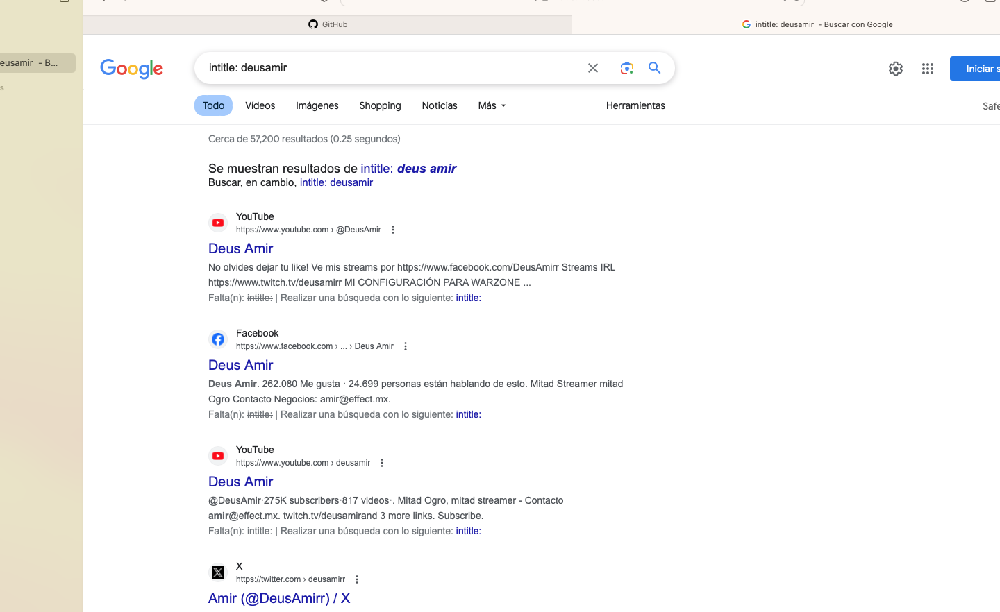 GitHub
intitle: deusamir - Buscar con Google
eusamir - B...
s
Google
intitle: deusamir
Iniciar s
Todo
Vídeos
Imágenes
Shopping
Noticias
Más
Herramientas
Safe
Cerca de 57,200 resultados (0.25 segundos)
Se muestran resultados de intitle: deus amir
Buscar, en cambio, intitle: deusamir
YouTube
https://www.youtube.com › @DeusAmir
Deus Amir
No olvides dejar tu like! Ve mis streams por https://www.facebook.com/DeusAmirr Streams IRL
https://www.twitch.tv/deusamirr MI CONFIGURACIÓN PARA WARZONE ...
Falta(n): intitle: | Realizar una búsqueda con lo siguiente: intitle:
Facebook
https://www.facebook.com › ... › Deus Amir
Deus Amir
Deus Amir. 262.080 Me gusta · 24.699 personas están hablando de esto. Mitad Streamer mitad
Ogro Contacto Negocios: amir@effect.mx.
Falta(n): intitle: | Realizar una búsqueda con lo siguiente: intitle:
YouTube
https://www.youtube.com › deusamir
Deus Amir
@DeusAmir·275K subscribers·817 videos·. Mitad Ogro, mitad streamer - Contacto
amir@effect.mx. twitch.tv/deusamirand 3 more links. Subscribe.
Falta(n): intitle: | Realizar una búsqueda con lo siguiente: intitle:
X
https://twitter.com › deusamirr
Amir (@DeusAmirr) / X